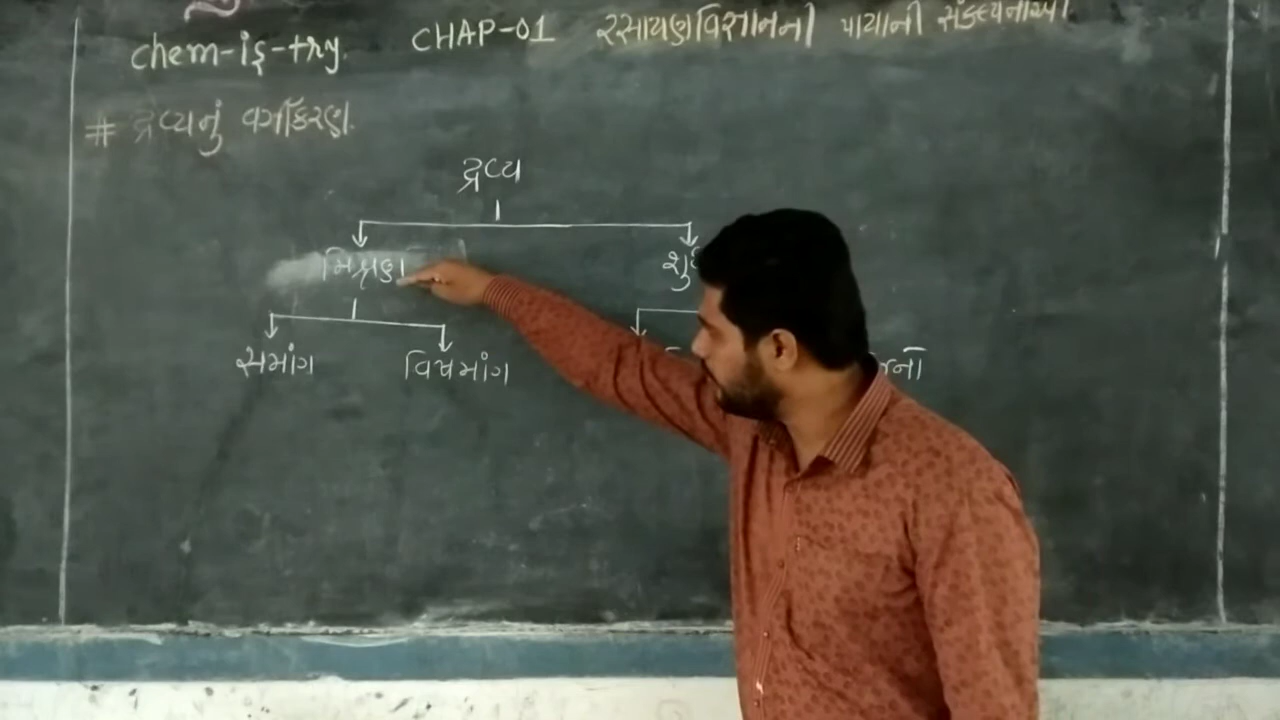 chem-is-try. CHAP-01 રસાયણવિજ્ઞાનની પાયાની સંકલ્પનાઓ
# દ્રવ્યનું વર્ગીકરણ.
દ્રવ્ય
મિશ્રણ
સમાંગ વિષમાંગ